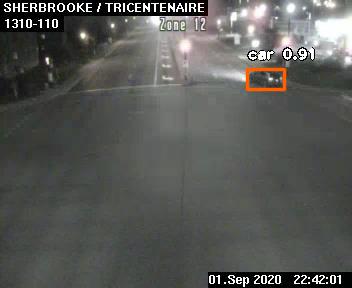 SHERBROOKE / TRICENTENAIRE
1310-110
Zone 12
car 0.91
01.Sep 2020 22:42:01